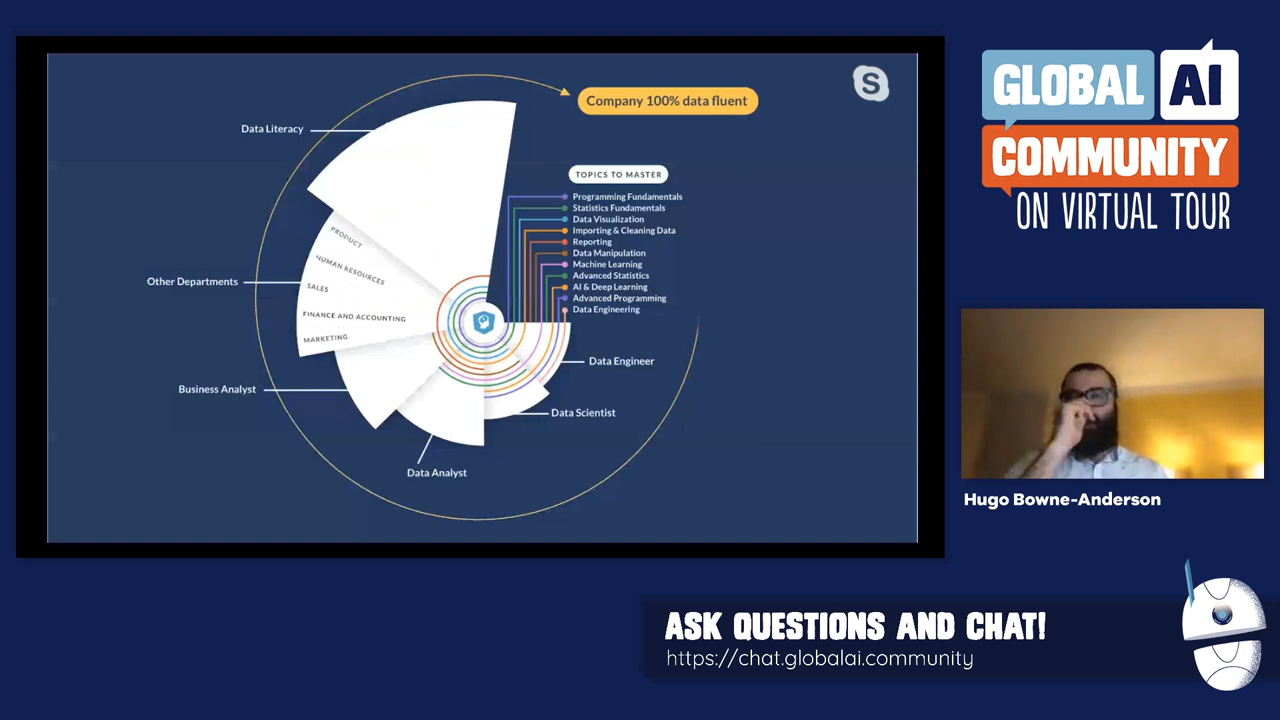 Company 100% data fluent
S
Data Literacy
TOPICS TO MASTER
Programming Fundamentals
Statistics Fundamentals
Data Visualization
Importing & Cleaning Data
Reporting
Data Manipulation
Machine Learning
Advanced Statistics
AI & Deep Learning
Advanced Programming
Data Engineering
Other Departments
PRODUCT
HUMAN RESOURCES
SALES
FINANCE AND ACCOUNTING
MARKETING
Business Analyst
Data Analyst
Data Scientist
Data Engineer
GLOBAL AI
COMMUNITY
ON VIRTUAL TOUR
Hugo Bowne-Anderson
ASK QUESTIONS AND CHAT!
https://chat.globalai.community